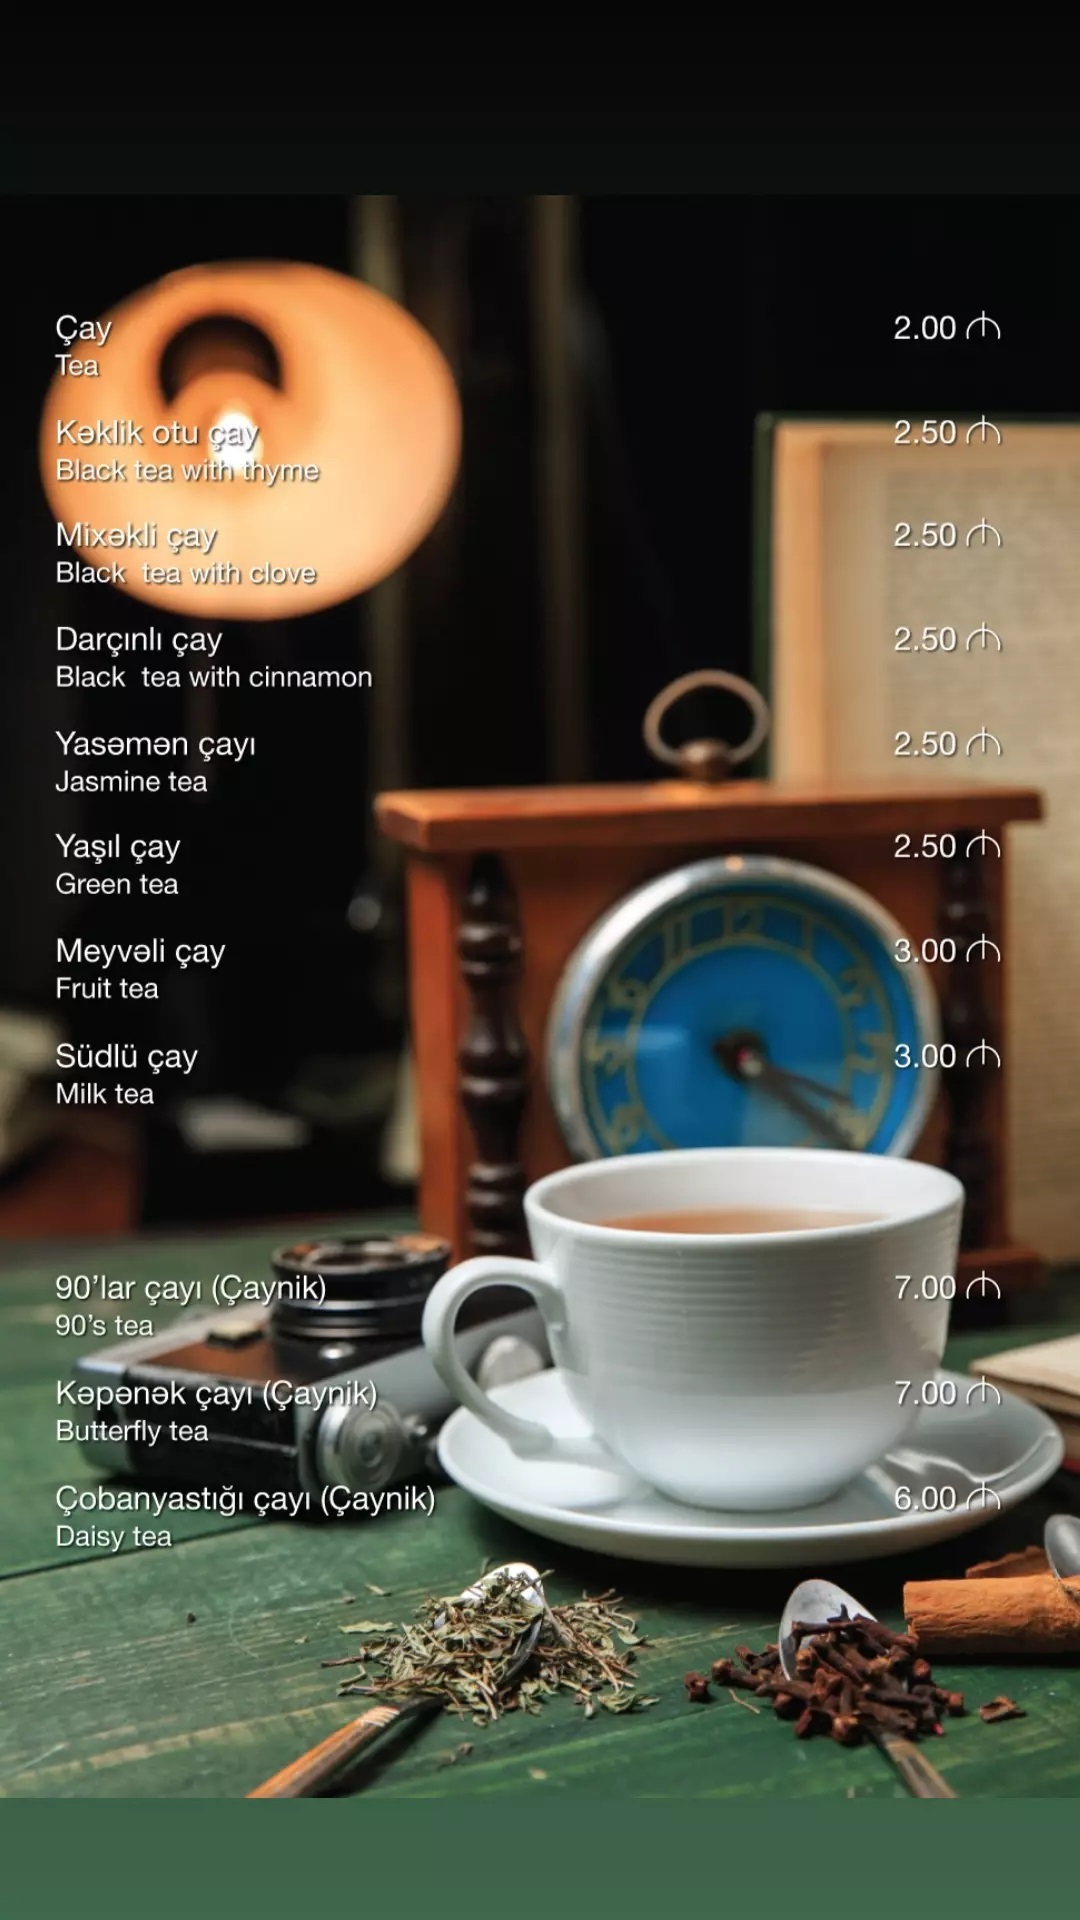 Çay 2.00 ₼
Tea
Kəklik otu çay 2.50 ₼
Black tea with thyme
Mixəkli çay 2.50 ₼
Black tea with clove
Darçınlı çay 2.50 ₼
Black tea with cinnamon
Yasəmən çayı 2.50 ₼
Jasmine tea
Yaşıl çay 2.50 ₼
Green tea
Meyvəli çay 3.00 ₼
Fruit tea
Südlü çay 3.00 ₼
Milk tea
90’lar çayı (Çaynik) 7.00 ₼
90’s tea
Kəpənək çayı (Çaynik) 7.00 ₼
Butterfly tea
Çobanyastığı çayı (Çaynik) 6.00 ₼
Daisy tea